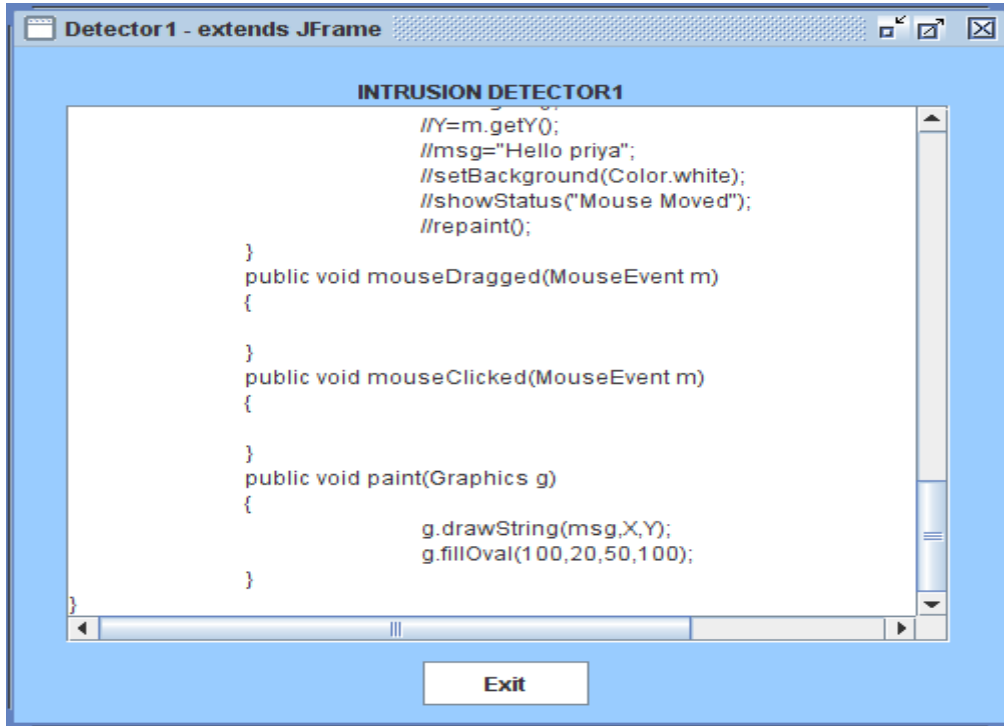 Detector1 - extends JFrame
INTRUSION DETECTOR1
//Y=m.getY();
//msg="Hello priya";
//setBackground(Color.white);
//showStatus("Mouse Moved");
//repaint();
}
public void mouseDragged(MouseEvent m)
{
}
public void mouseClicked(MouseEvent m)
{
}
public void paint(Graphics g)
{
g.drawString(msg,X,Y);
g.fillOval(100,20,50,100);
}
}
Exit